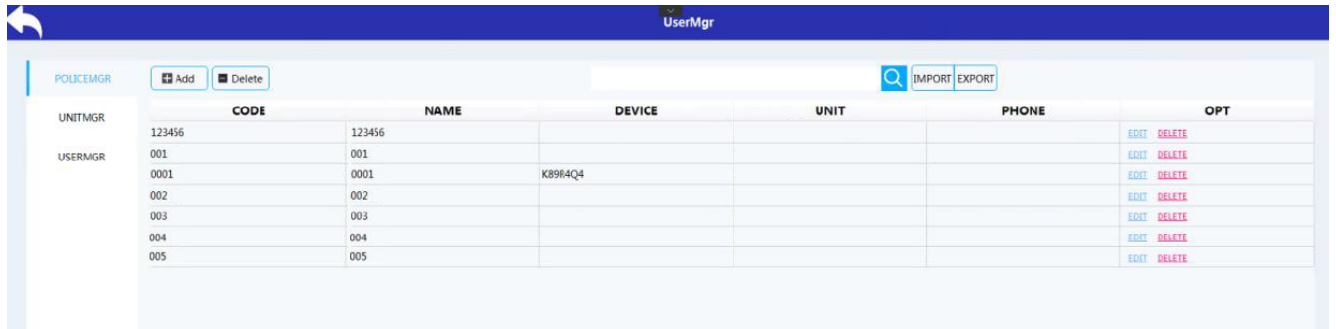 UserMgr
POLICEMGR
Add Delete IMPORT EXPORT
UNITMGR
USERMGR
CODE NAME DEVICE UNIT PHONE OPT
123456 123456 EDIT DELETE
001 001 EDIT DELETE
0001 0001 K89R4Q4 EDIT DELETE
002 002 EDIT DELETE
003 003 EDIT DELETE
004 004 EDIT DELETE
005 005 EDIT DELETE